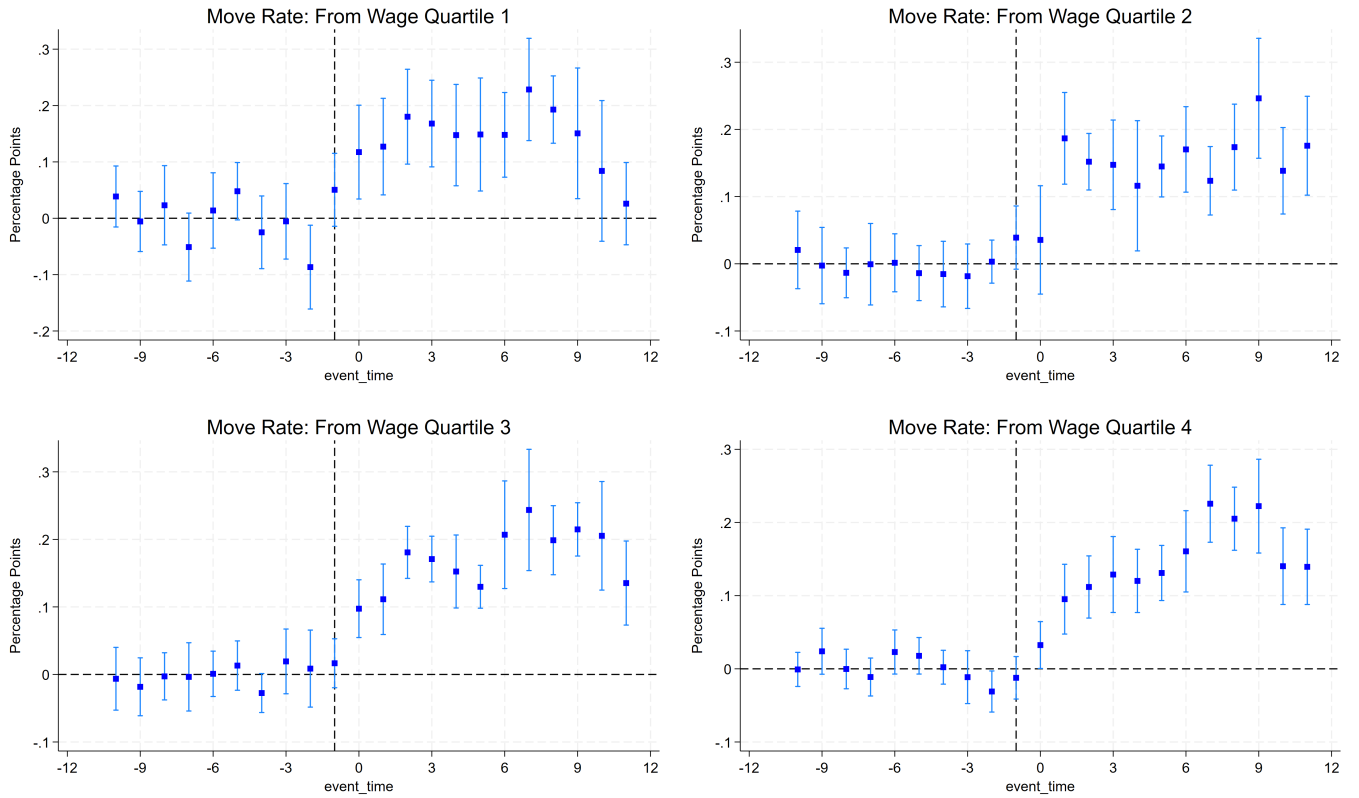 Move Rate: From Wage Quartile 1
Percentage Points
.3
.2
.1
0
-.1
-.2
-12 -9 -6 -3 0 3 6 9 12
event_time
Move Rate: From Wage Quartile 2
Percentage Points
.3
.2
.1
0
-.1
-12 -9 -6 -3 0 3 6 9 12
event_time
Move Rate: From Wage Quartile 3
Percentage Points
.3
.2
.1
0
-.1
-12 -9 -6 -3 0 3 6 9 12
event_time
Move Rate: From Wage Quartile 4
Percentage Points
.3
.2
.1
0
-.1
-12 -9 -6 -3 0 3 6 9 12
event_time